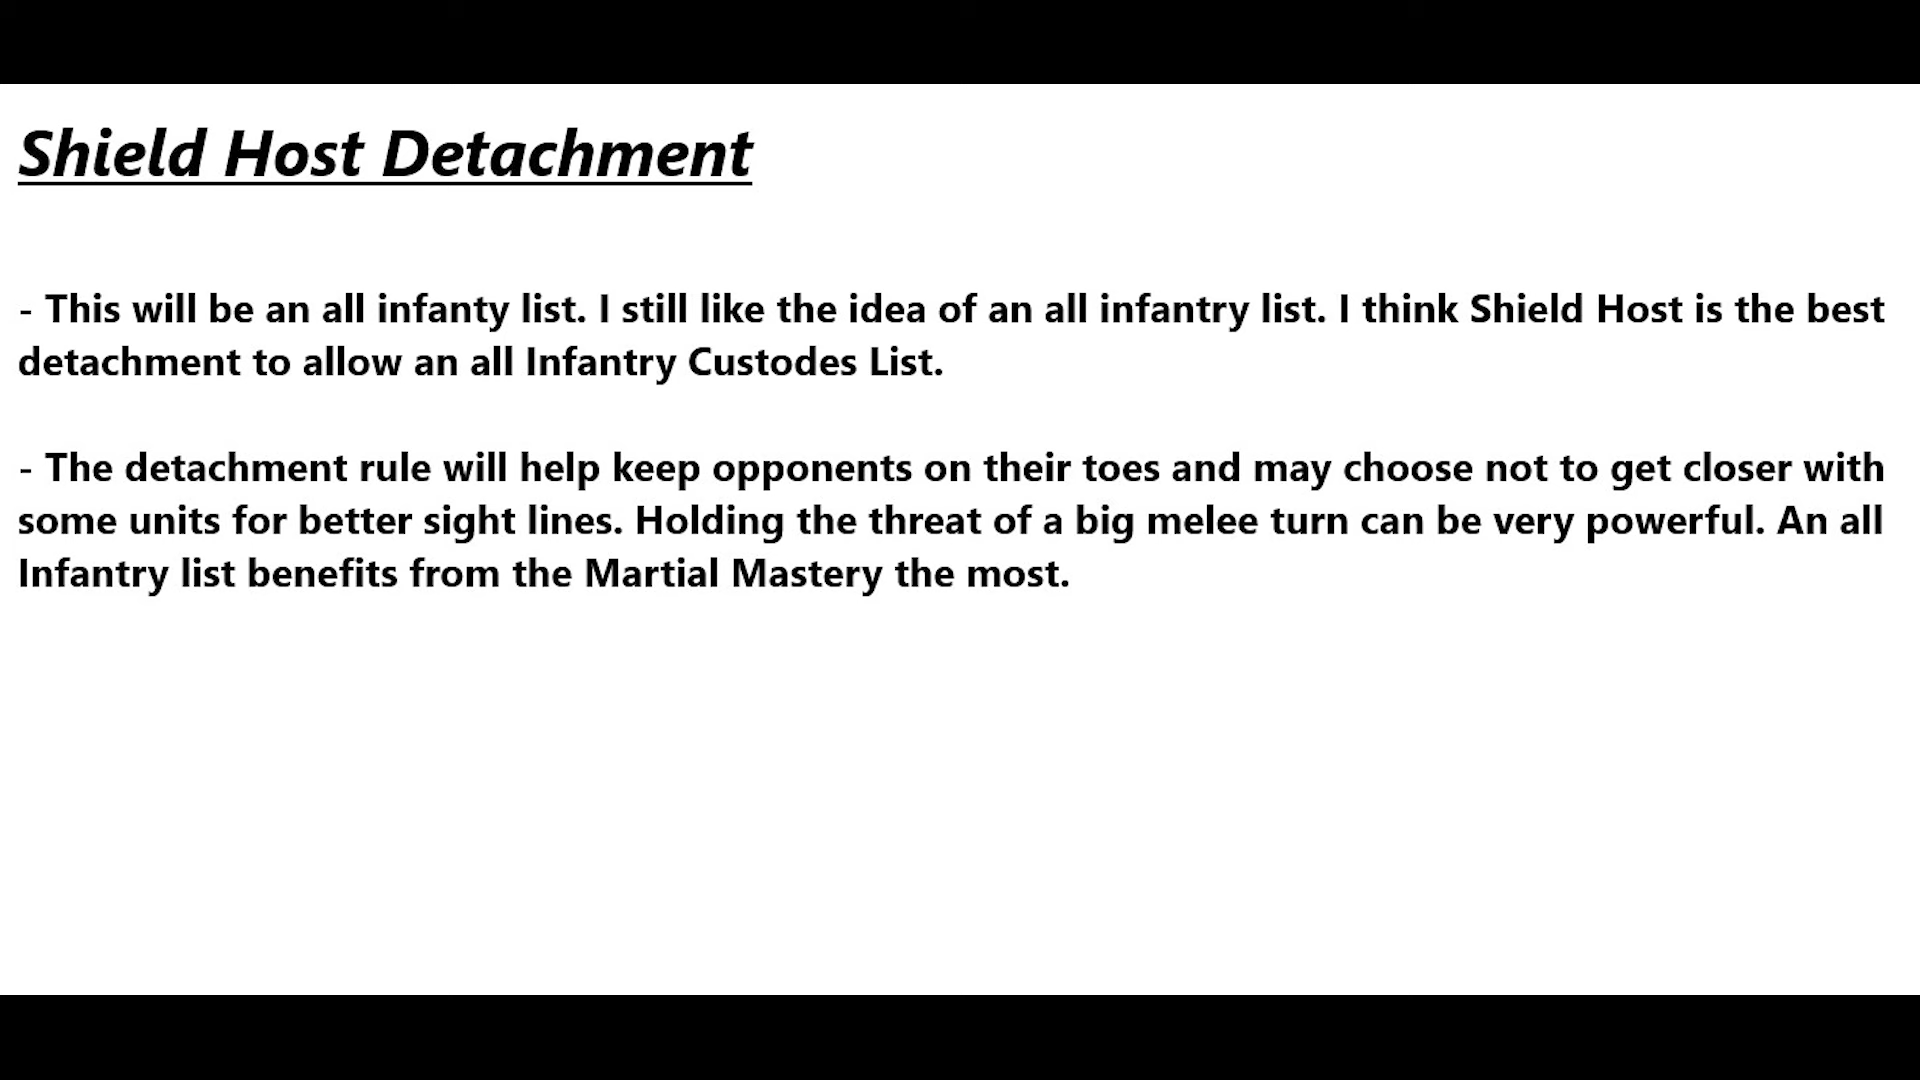 Shield Host Detachment
- This will be an all infanty list. I still like the idea of an all infantry list. I think Shield Host is the best
detachment to allow an all Infantry Custodes List.
- The detachment rule will help keep opponents on their toes and may choose not to get closer with
some units for better sight lines. Holding the threat of a big melee turn can be very powerful. An all
Infantry list benefits from the Martial Mastery the most.